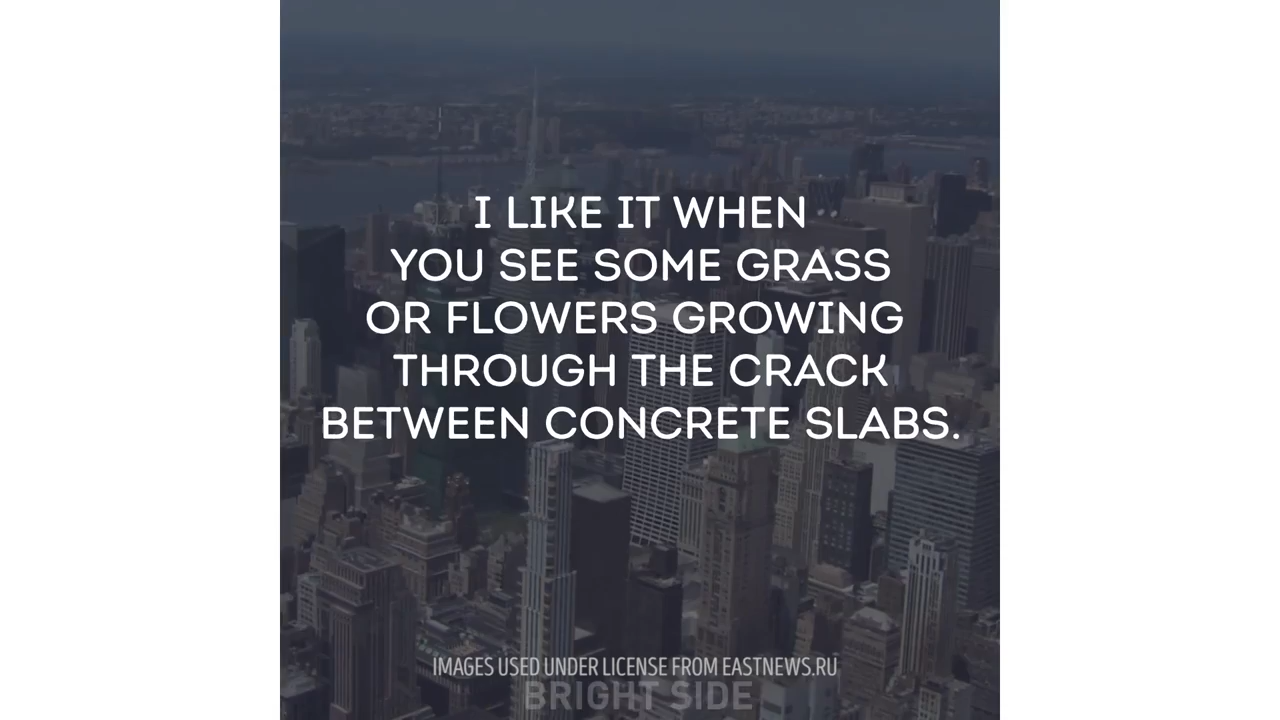 I LIKE IT WHEN
YOU SEE SOME GRASS
OR FLOWERS GROWING
THROUGH THE CRACK
BETWEEN CONCRETE SLABS.
IMAGES USED UNDER LICENSE FROM EASTNEWS.RU
BRIGHT SIDE